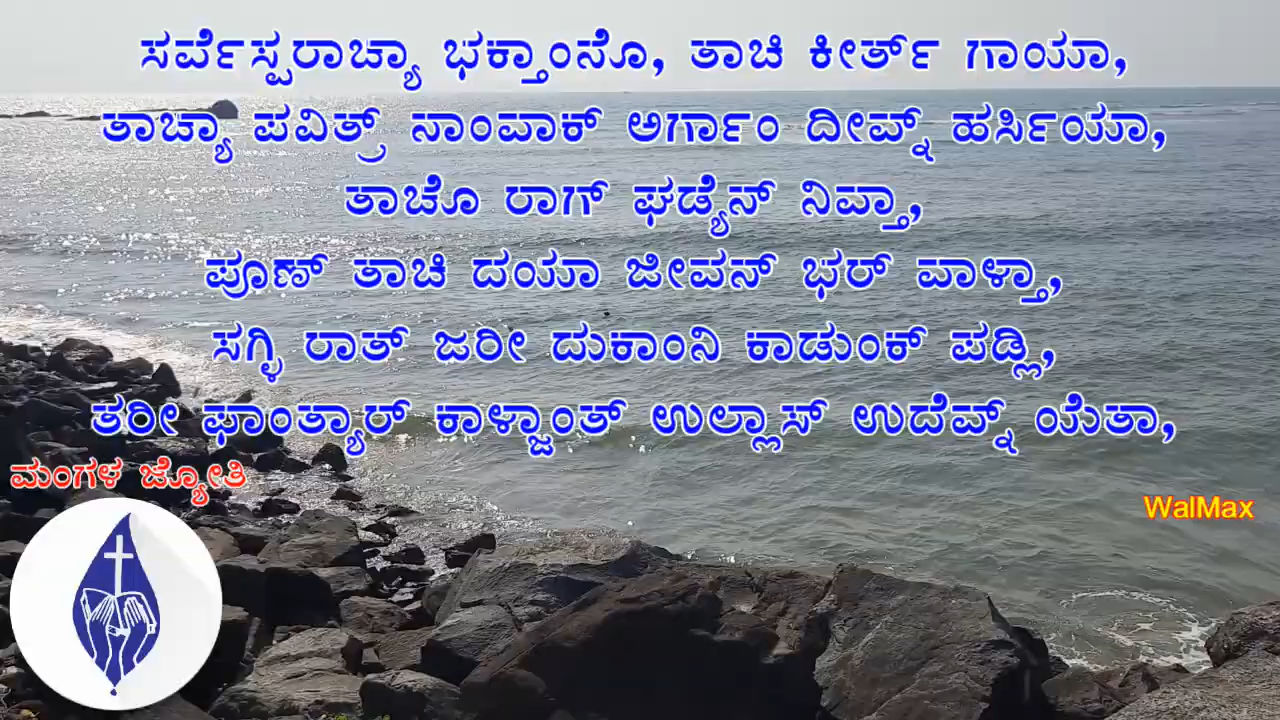 ಸರ್ವೆಸ್ಪರಾಚ್ಯಾ ಭಕ್ತಾಂನೊ, ತಾಚಿ ಕೀರ್ತ್ ಗಾಯಾ,
ತಾಚ್ಯಾ ಪವಿತ್ರ್ ನಾಂವಾಕ್ ಅರ್ಗಾಂ ದೀವ್ನ್ ಹರ್ಸಿಯಾ,
ತಾಚೊ ರಾಗ್ ಘಡ್ಯೆನ್ ನಿವ್ತಾ,
ಪೂಣ್ ತಾಚಿ ದಯಾ ಜೀವನ್ ಭರ್ ವಾಳ್ತಾ,
ಸಗ್ಳಿ ರಾತ್ ಜರೀ ದುಕಾಂನಿ ಕಾಡುಂಕ್ ಪಡ್ಲಿ,
ತರೀ ಫಾಂತ್ಯಾರ್ ಕಾಳ್ಜಾಂತ್ ಉಲ್ಲಾಸ್ ಉದೆವ್ನ್ ಯೆತಾ,
ಮಂಗಳ ಜ್ಯೋತಿ
WalMax